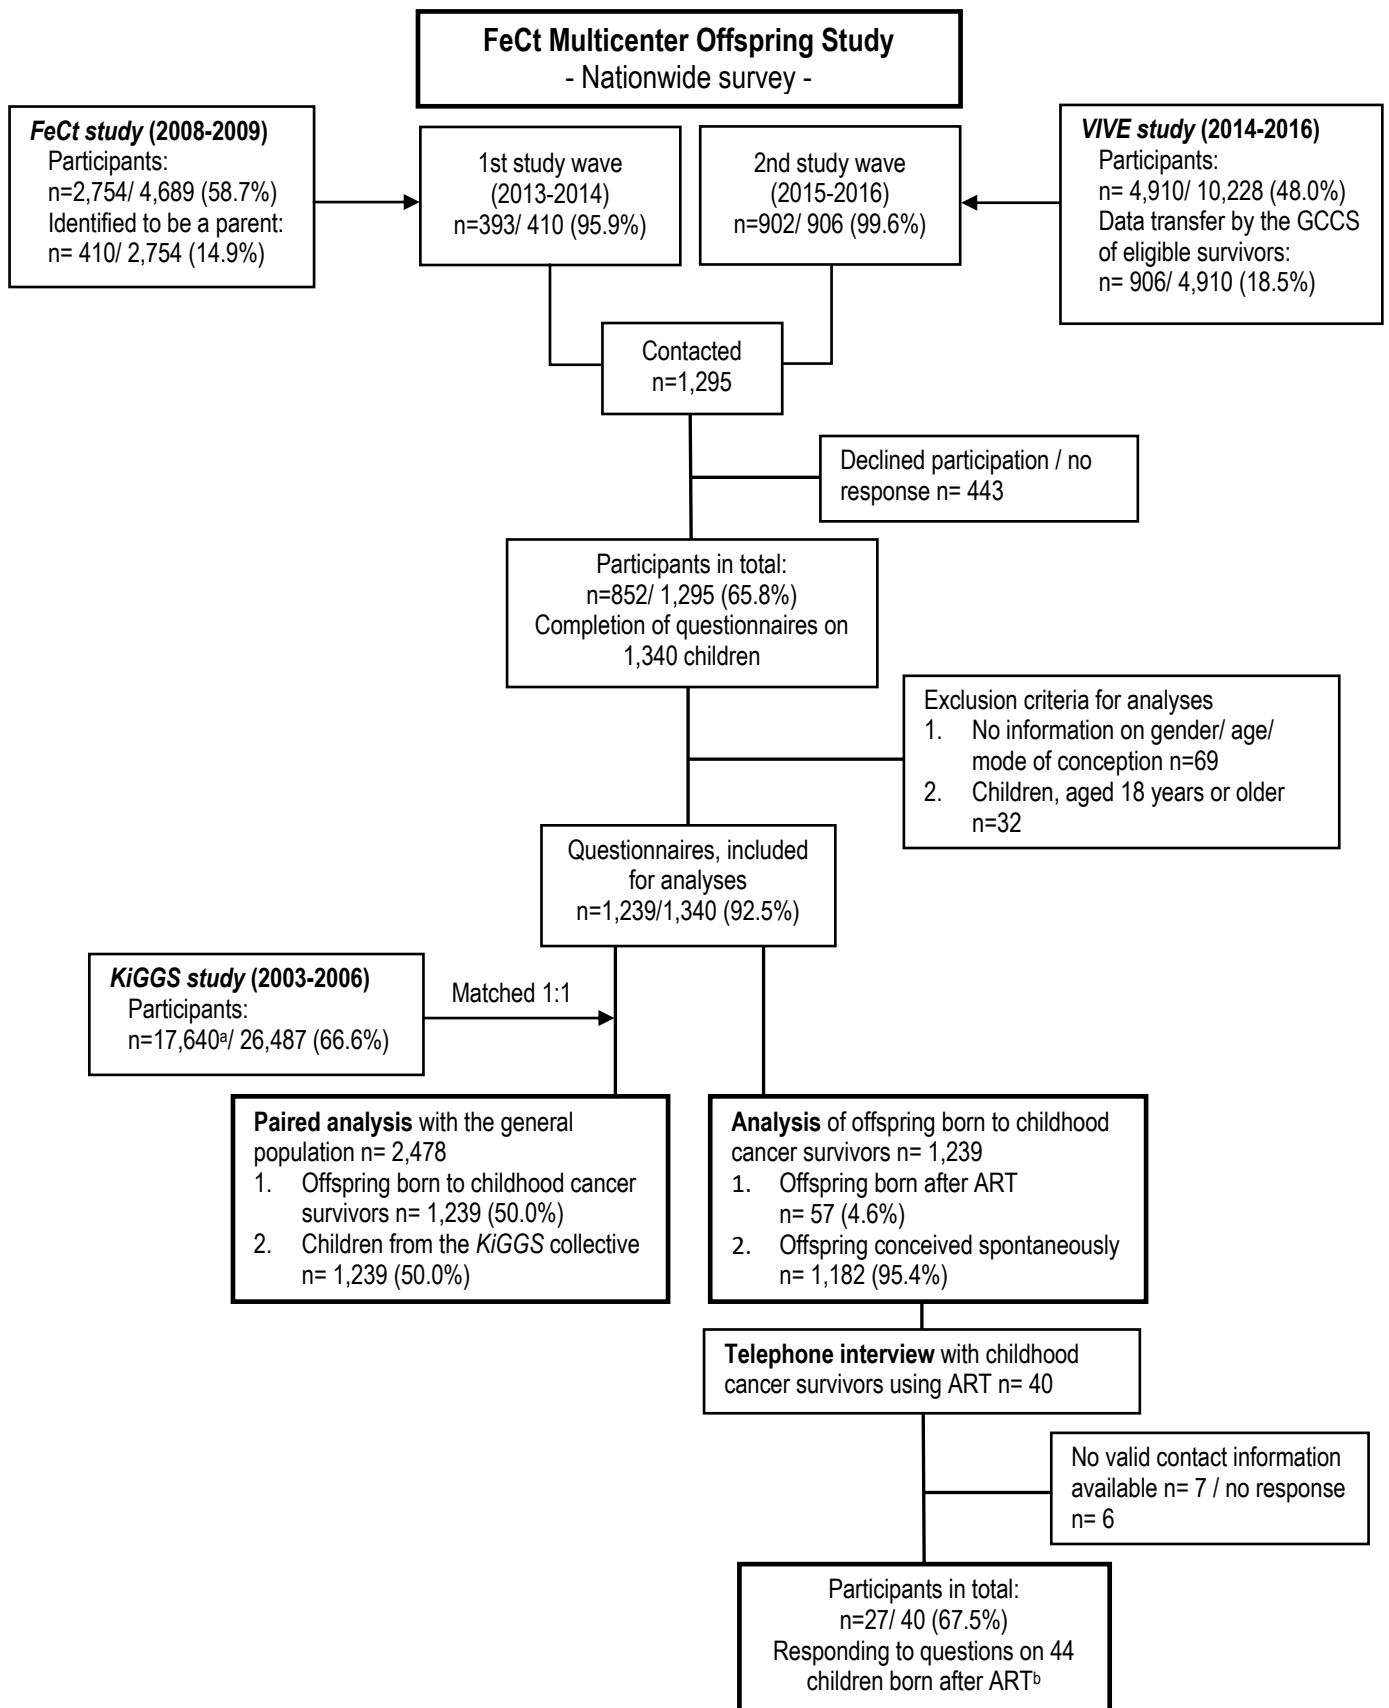 FeCt Multicenter Offspring Study
- Nationwide survey -
FeCt study (2008-2009)
Participants:
n=2,754/ 4,689 (58.7%)
Identified to be a parent:
n= 410/ 2,754 (14.9%)
1st study wave
(2013-2014)
n=393/ 410 (95.9%)
2nd study wave
(2015-2016)
n=902/ 906 (99.6%)
VIVE study (2014-2016)
Participants:
n= 4,910/ 10,228 (48.0%)
Data transfer by the GCCS
of eligible survivors:
n= 906/ 4,910 (18.5%)
Contacted
n=1,295
Declined participation / no
response n= 443
Participants in total:
n=852/ 1,295 (65.8%)
Completion of questionnaires on
1,340 children
Exclusion criteria for analyses
1. No information on gender/ age/
mode of conception n=69
2. Children, aged 18 years or older
n=32
Questionnaires, included
for analyses
n=1,239/1,340 (92.5%)
KiGGS study (2003-2006)
Participants:
n=17,640ᵃ/ 26,487 (66.6%)
Matched 1:1
Paired analysis with the general
population n= 2,478
1. Offspring born to childhood cancer
survivors n= 1,239 (50.0%)
2. Children from the KiGGS collective
n= 1,239 (50.0%)
Analysis of offspring born to childhood
cancer survivors n= 1,239
1. Offspring born after ART
n= 57 (4.6%)
2. Offspring conceived spontaneously
n= 1,182 (95.4%)
Telephone interview with childhood
cancer survivors using ART n= 40
No valid contact information
available n= 7 / no response
n= 6
Participants in total:
n=27/ 40 (67.5%)
Responding to questions on 44
children born after ARTᵇ